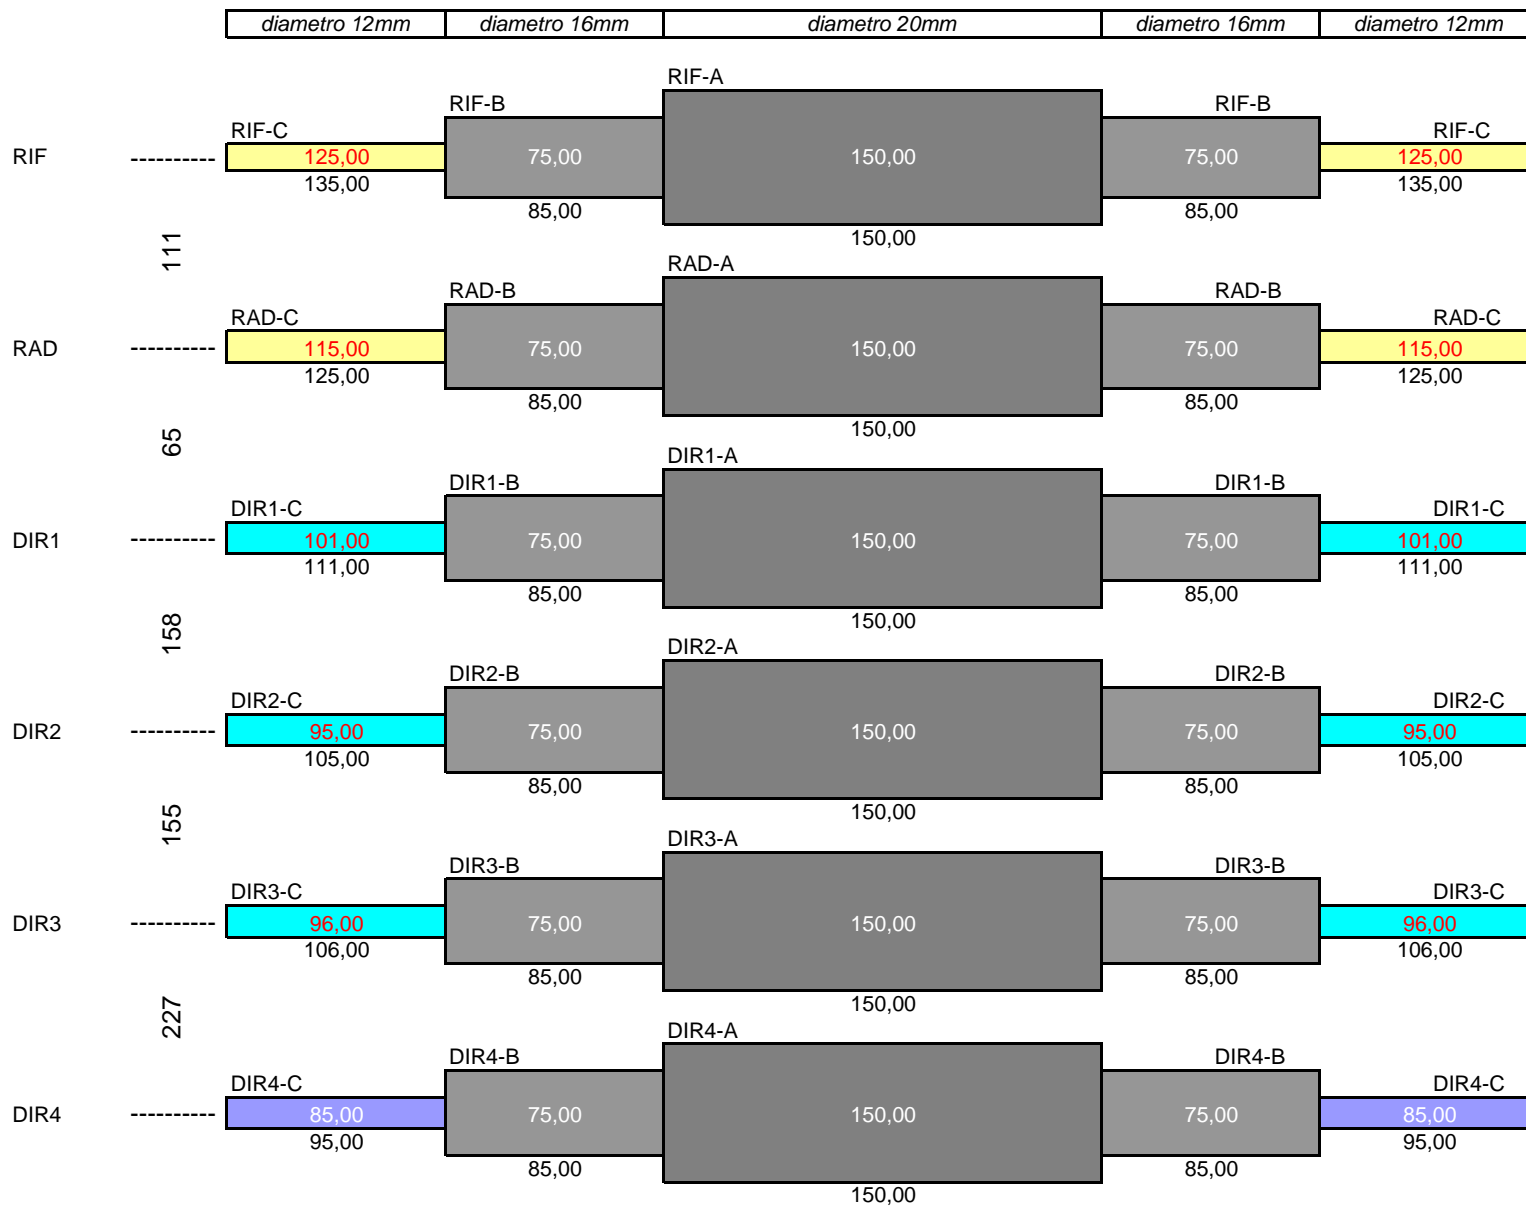 diametro 12mm diametro 16mm diametro 20mm diametro 16mm diametro 12mm
RIF-A
RIF-B RIF-B
RIF-C RIF-C
RIF ---------- 125,00 75,00 150,00 75,00 125,00
135,00 135,00
85,00 85,00
150,00
111
RAD-A
RAD-B RAD-B
RAD-C RAD-C
RAD ---------- 115,00 75,00 150,00 75,00 115,00
125,00 125,00
85,00 85,00
150,00
65
DIR1-A
DIR1-B DIR1-B
DIR1-C DIR1-C
DIR1 ---------- 101,00 75,00 150,00 75,00 101,00
111,00 111,00
85,00 85,00
150,00
158
DIR2-A
DIR2-B DIR2-B
DIR2-C DIR2-C
DIR2 ---------- 95,00 75,00 150,00 75,00 95,00
105,00 105,00
85,00 85,00
150,00
155
DIR3-A
DIR3-B DIR3-B
DIR3-C DIR3-C
DIR3 ---------- 96,00 75,00 150,00 75,00 96,00
106,00 106,00
85,00 85,00
150,00
227
DIR4-A
DIR4-B DIR4-B
DIR4-C DIR4-C
DIR4 ---------- 85,00 75,00 150,00 75,00 85,00
95,00 95,00
85,00 85,00
150,00